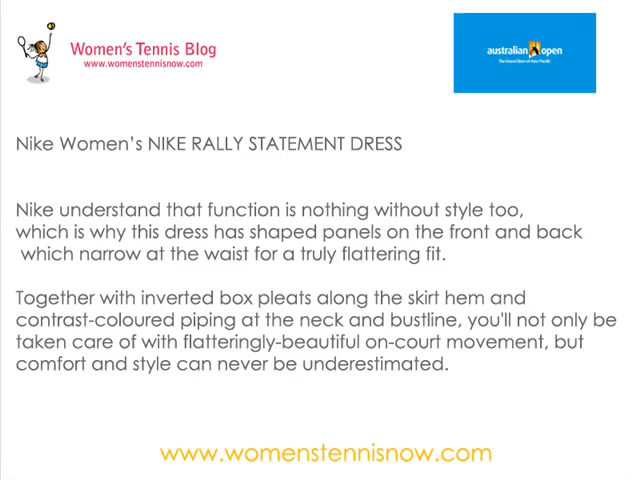 Women's Tennis Blog
www.womenstennisnow.com
australian open
The Grand Slam of Asia/Pacific
Nike Women's NIKE RALLY STATEMENT DRESS
Nike understand that function is nothing without style too,
which is why this dress has shaped panels on the front and back
which narrow at the waist for a truly flattering fit.
Together with inverted box pleats along the skirt hem and
contrast-coloured piping at the neck and bustline, you'll not only be
taken care of with flatteringly-beautiful on-court movement, but
comfort and style can never be underestimated.
www.womenstennisnow.com